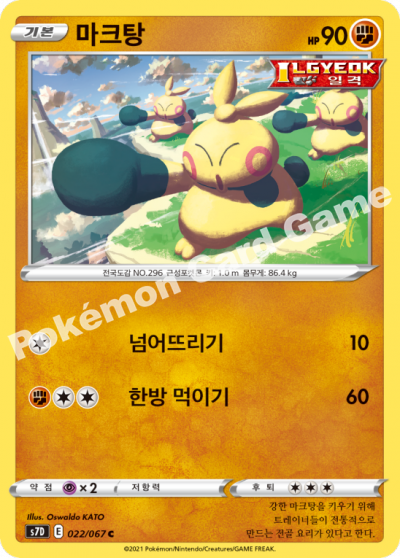 기본 마크탕 HP 90
ILGYEOK
일격
전국도감 NO.296 근성포켓몬 키: 1.0 m 몸무게: 86.4 kg
Pokémon Card Game
넘어뜨리기 10
한방 먹이기 60
약점 ×2 저항력 후퇴
Illus. Oswaldo KATO
강한 마크탕을 키우기 위해
트레이너들이 전통적으로
만드는 전골 요리가 있다고 한다.
s7D E 022/067 C
©2021 Pokémon/Nintendo/Creatures/GAME FREAK.